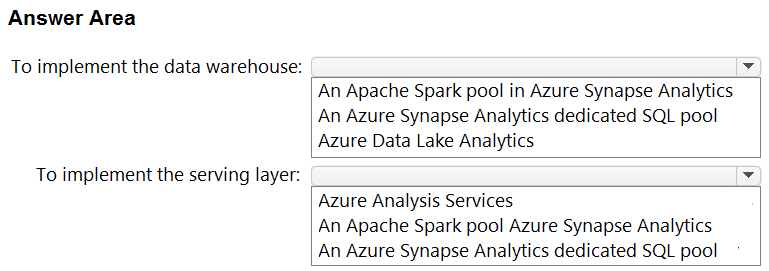 Answer Area
To implement the data warehouse:
An Apache Spark pool in Azure Synapse Analytics
An Azure Synapse Analytics dedicated SQL pool
Azure Data Lake Analytics
To implement the serving layer:
Azure Analysis Services
An Apache Spark pool Azure Synapse Analytics
An Azure Synapse Analytics dedicated SQL pool